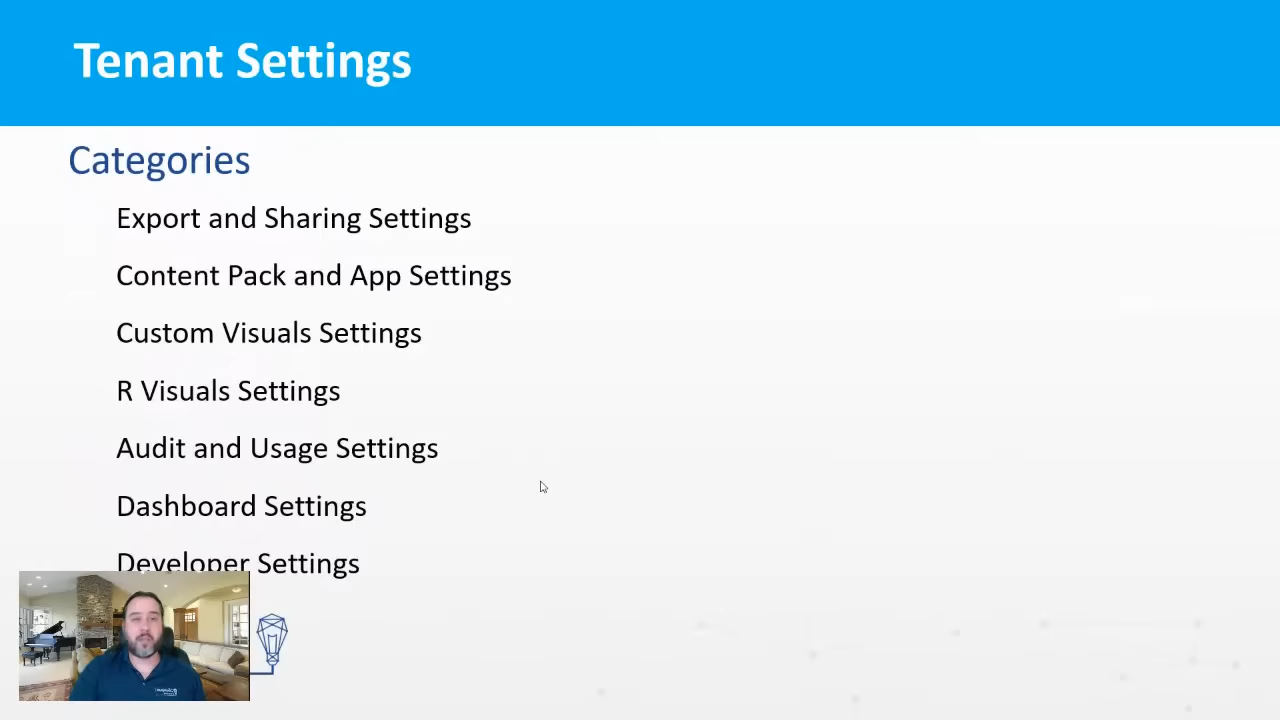 Tenant Settings
Categories
Export and Sharing Settings
Content Pack and App Settings
Custom Visuals Settings
R Visuals Settings
Audit and Usage Settings
Dashboard Settings
Developer Settings